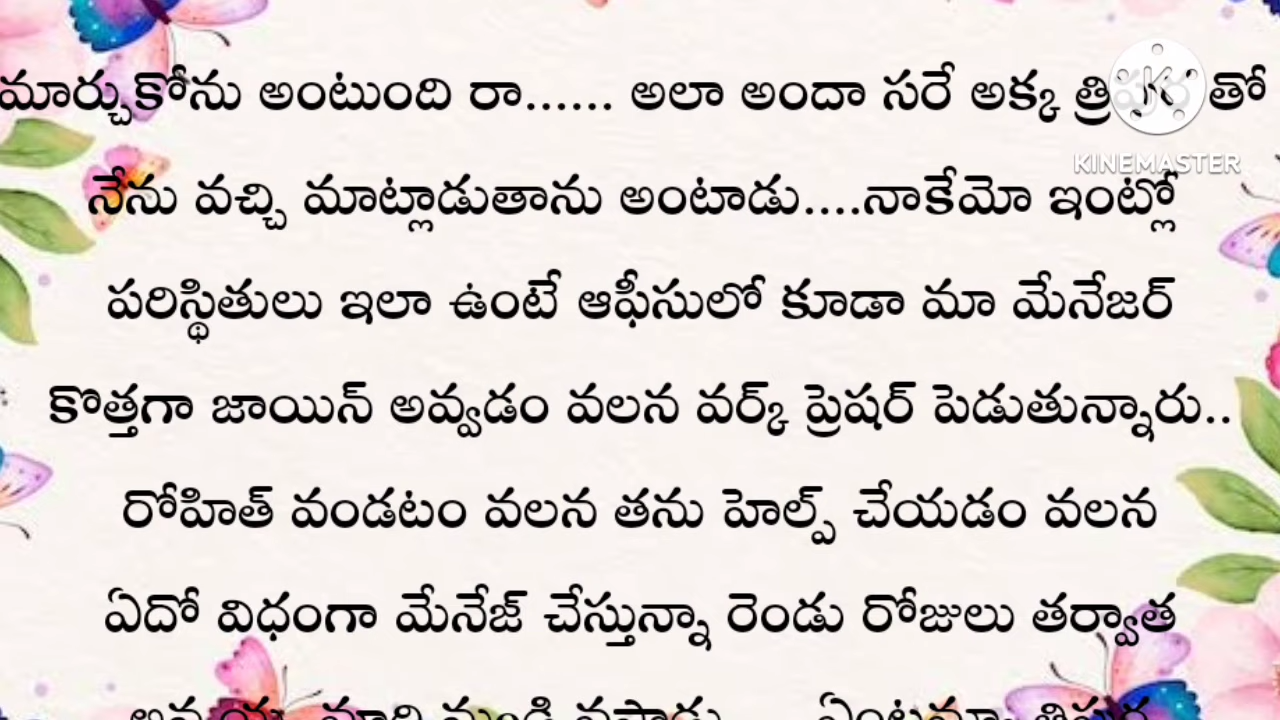 మార్చుకోను అంటుంది రా...... అలా అందా సరే అక్క తో
KINEMASTER
నేను వచ్చి మాట్లాడుతాను అంటాడు....నాకేమో ఇంట్లో
పరిస్థితులు ఇలా ఉంటే ఆఫీసులో కూడా మా మేనేజర్
కొత్తగా జాయిన్ అవ్వడం వలన వర్క్ ప్రెషర్ పెడుతున్నారు..
రోహిత్ వండటం వలన తను హెల్ప్ చేయడం వలన
ఏదో విధంగా మేనేజ్ చేస్తున్నా రెండు రోజులు తర్వాత